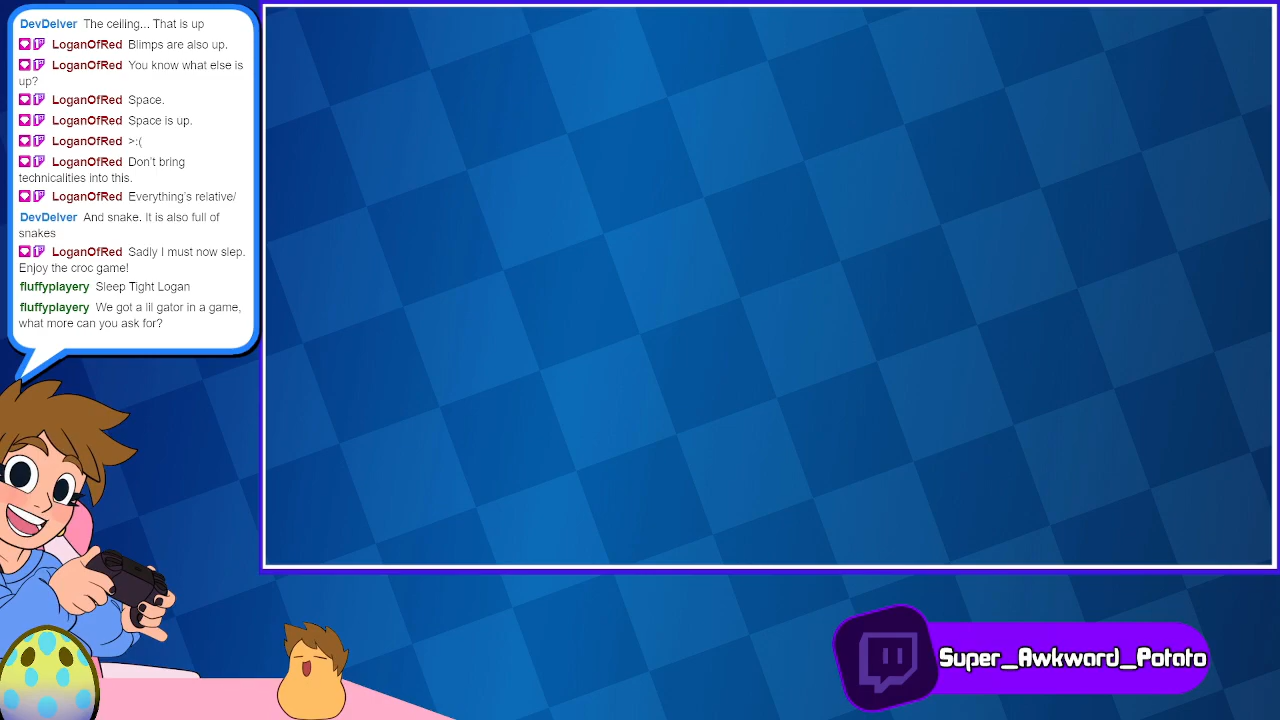 DevDelver The ceiling... That is up
LoganOfRed Blimps are also up.
LoganOfRed You know what else is
up?
LoganOfRed Space.
LoganOfRed Space is up.
LoganOfRed >:(
LoganOfRed Don't bring
technicalities into this.
LoganOfRed Everything's relative/
DevDelver And snake. It is also full of
snakes
LoganOfRed Sadly I must now slep.
Enjoy the croc game!
fluffyplayery Sleep Tight Logan
fluffyplayery We got a lil gator in a game,
what more can you ask for?
Super_Awkward_Potato